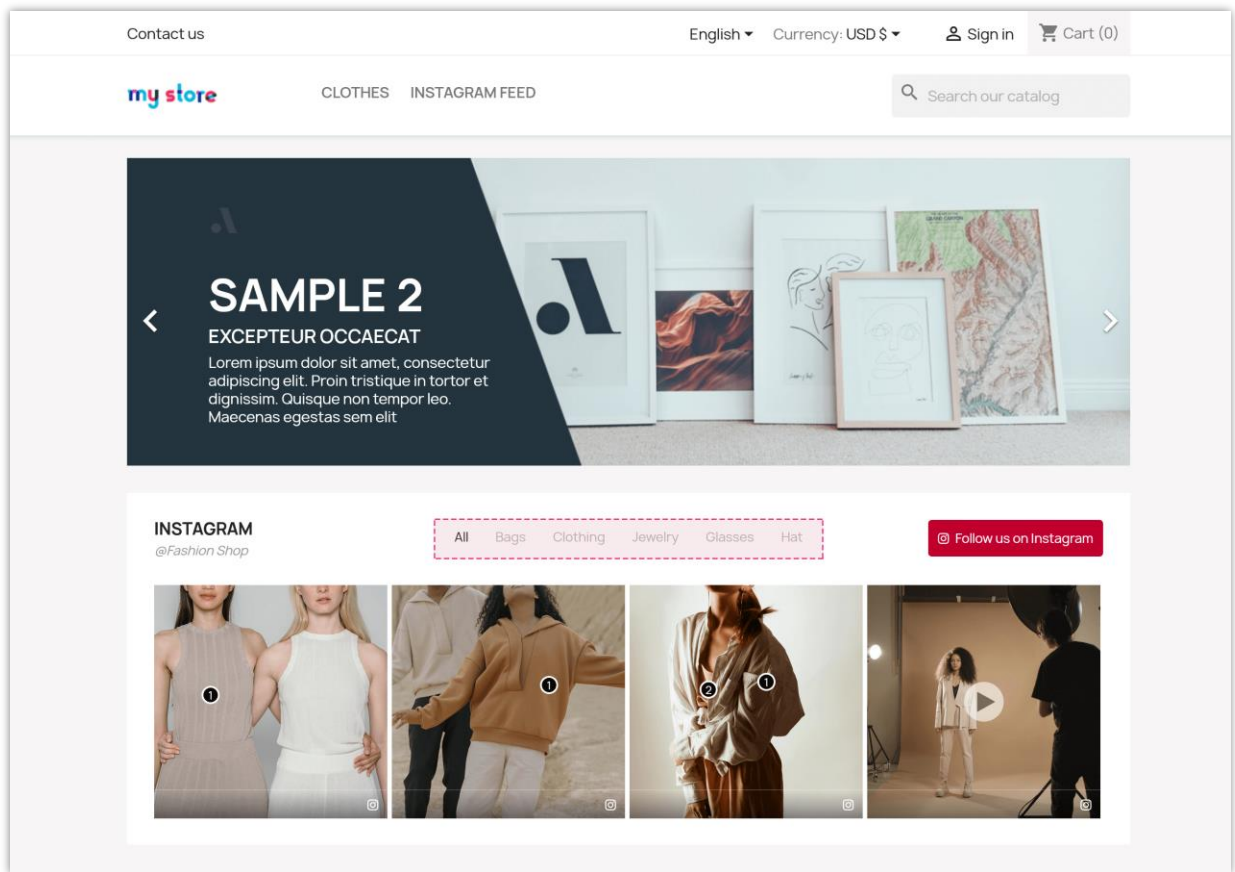 Contact us
English Currency: USD $ Sign in Cart (0)
my store CLOTHES INSTAGRAM FEED Search our catalog
SAMPLE 2
EXCEPTEUR OCCAECAT
Lorem ipsum dolor sit amet, consectetur
adipiscing elit. Proin tristique in tortor et
dignissim. Quisque non tempor leo.
Maecenas egestas sem elit
INSTAGRAM
@Fashion Shop
All Bags Clothing Jewelry Glasses Hat
Follow us on Instagram
1
1
2 1